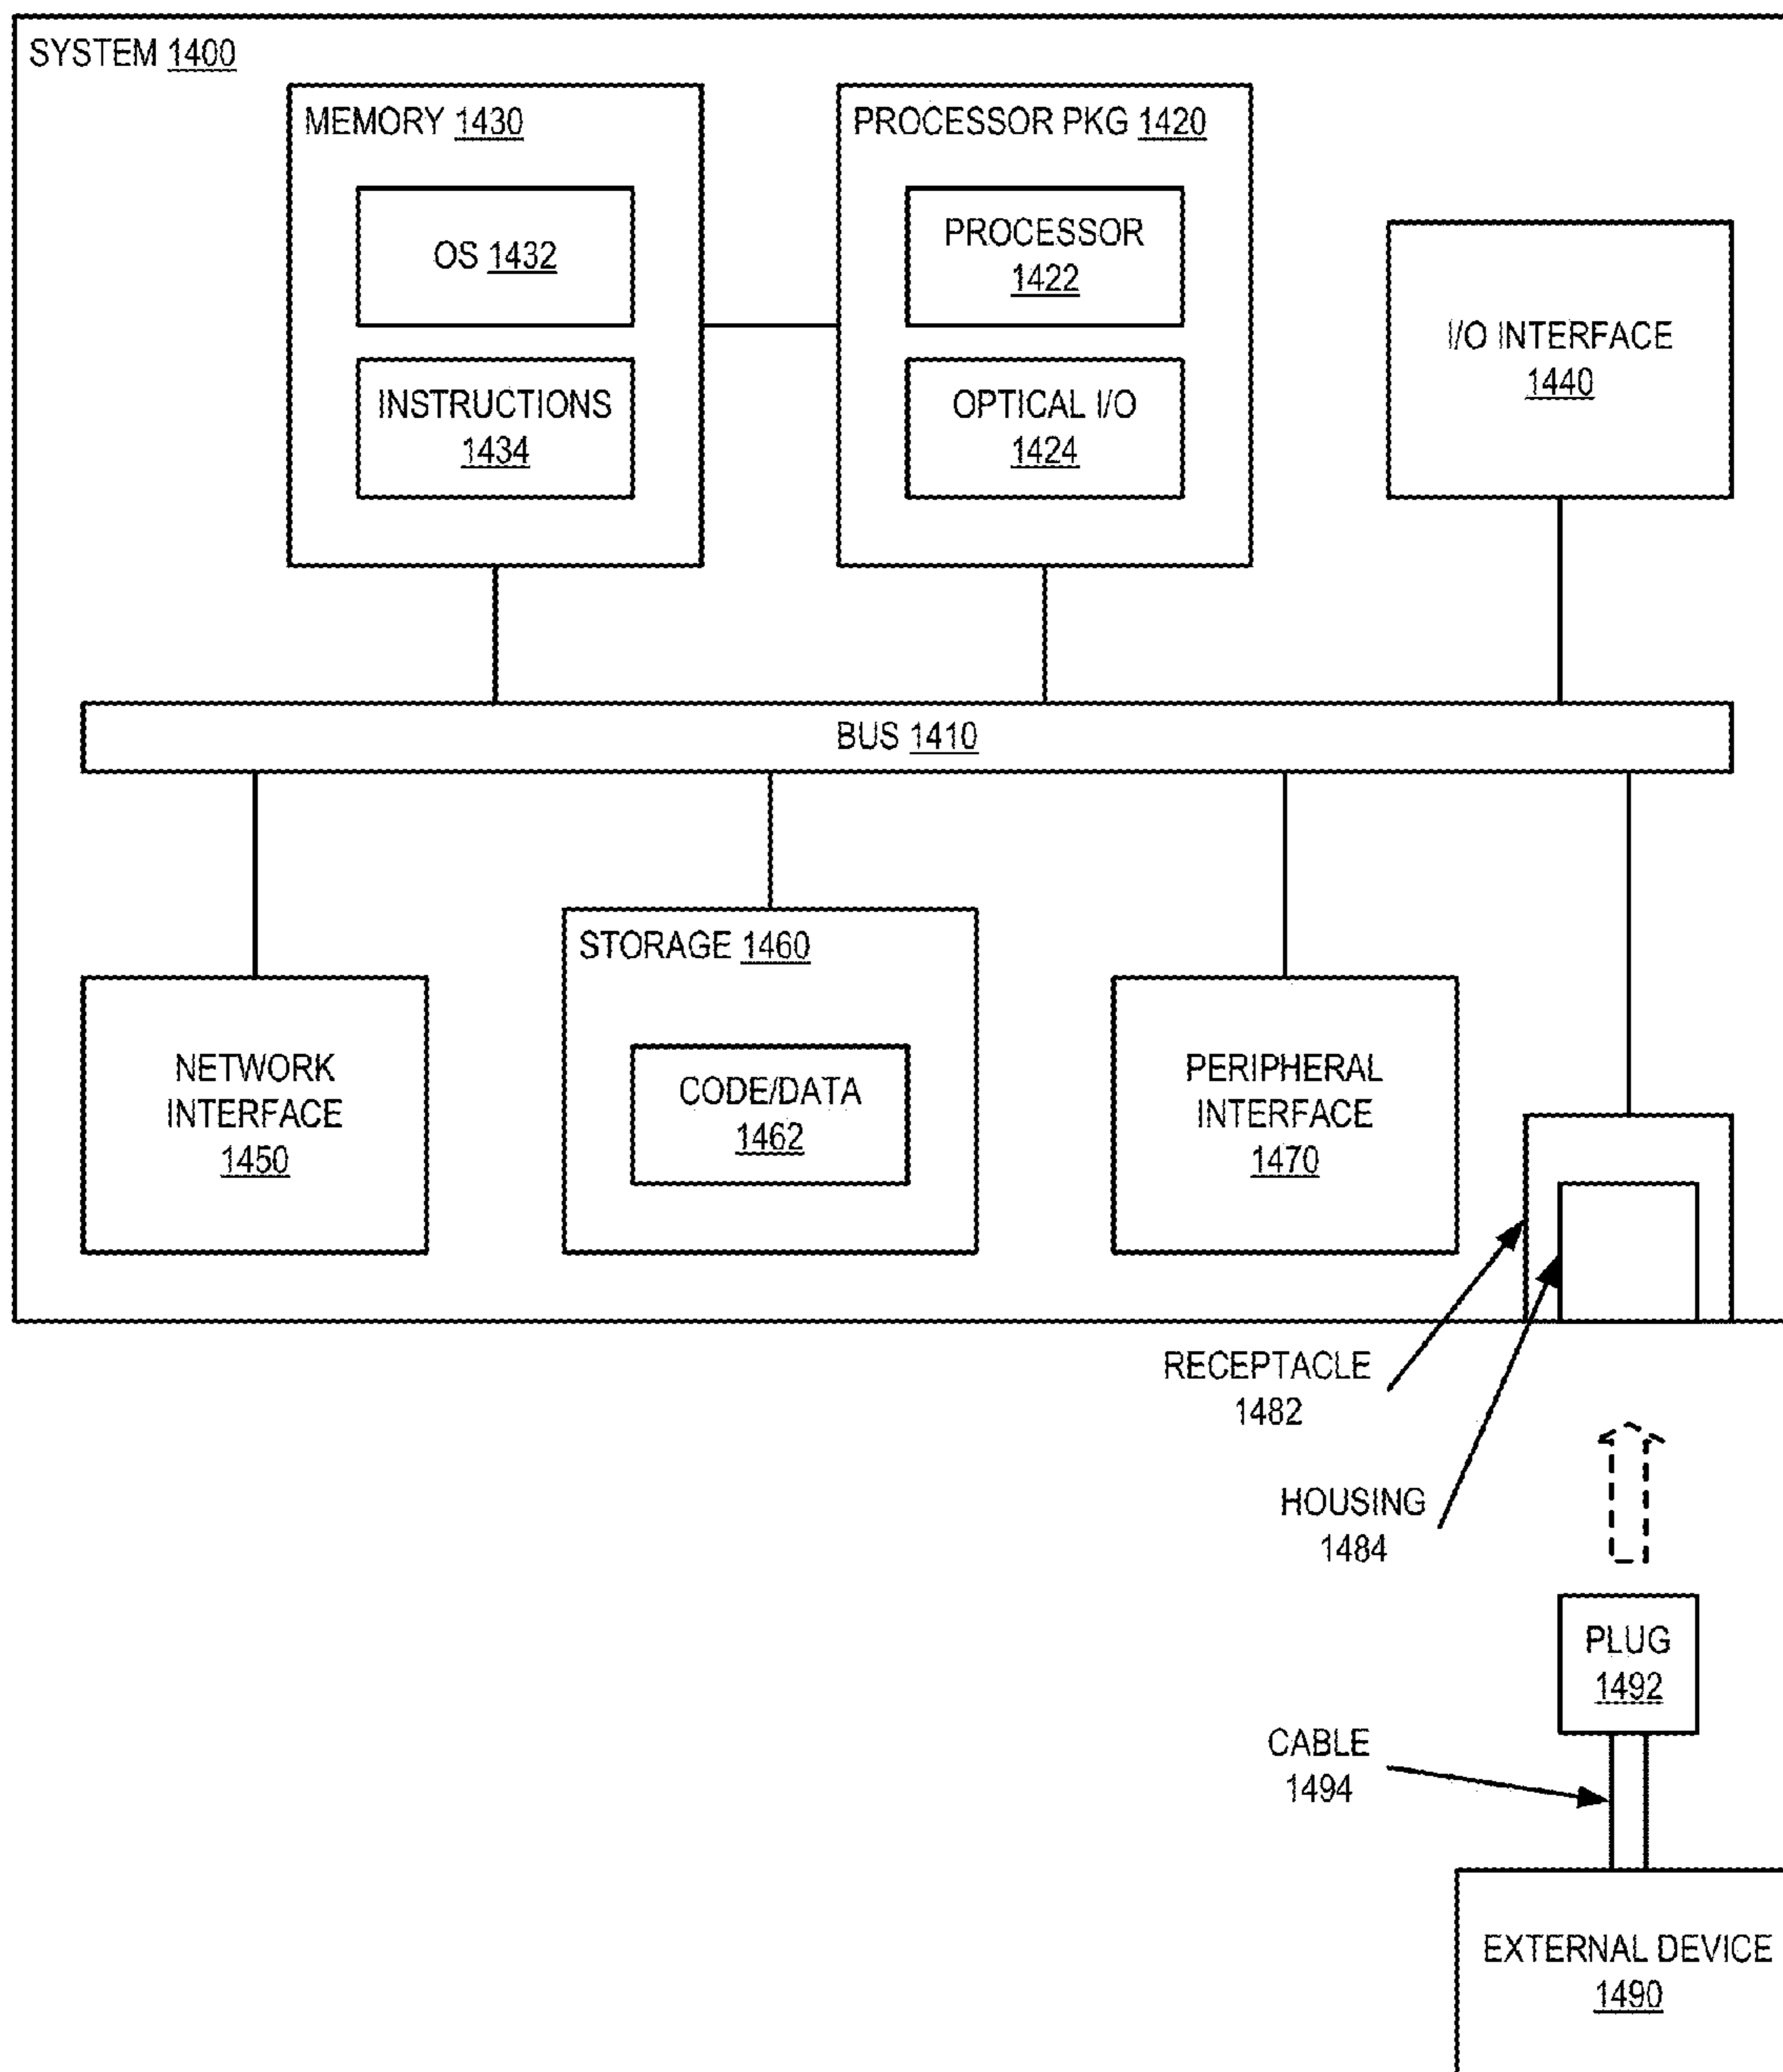 SYSTEM 1400
MEMORY 1430
PROCESSOR PKG 1420
OS 1432
PROCESSOR
1422
INSTRUCTIONS
1434
OPTICAL I/O
1424
I/O INTERFACE
1440
BUS 1410
NETWORK
INTERFACE
1450
STORAGE 1460
CODE/DATA
1462
PERIPHERAL
INTERFACE
1470
RECEPTACLE
1482
HOUSING
1484
PLUG
1492
CABLE
1494
EXTERNAL DEVICE
1490